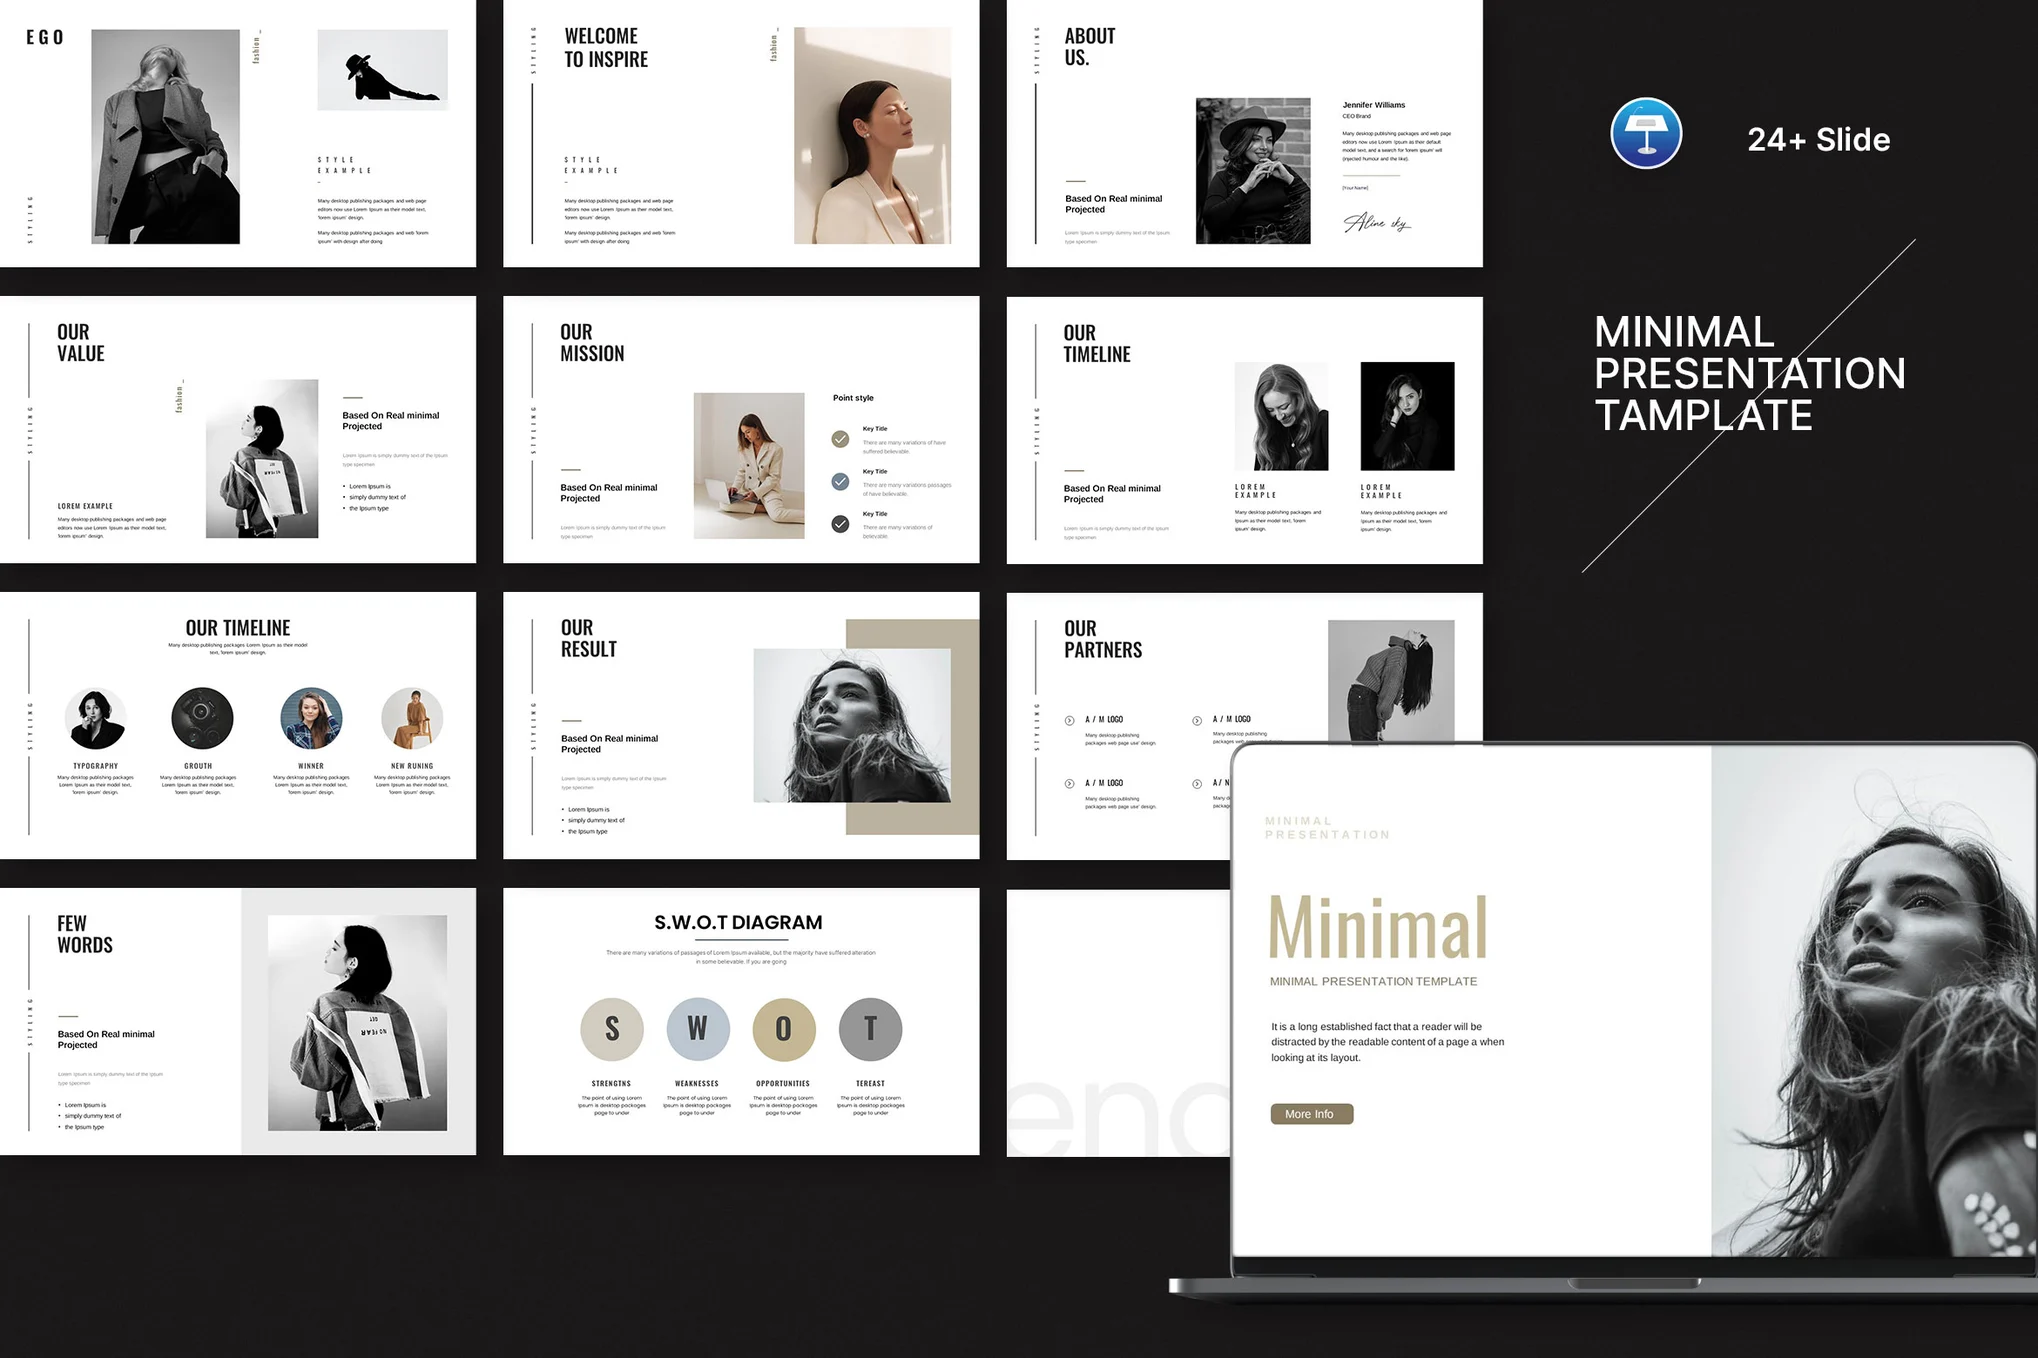 EGO
fashion _
STYLE
EXAMPLE
Many desktop publishing packages and web page
editors now use Lorem Ipsum as their model text,
'lorem ipsum' design.
Many desktop publishing packages and web 'lorem
ipsum' with design after doing
STYLING
STYLING
WELCOME
TO INSPIRE
fashion _
STYLE
EXAMPLE
Many desktop publishing packages and web page
editors now use Lorem Ipsum as their model text,
'lorem ipsum' design.
Many desktop publishing packages and web 'lorem
ipsum' with design after doing
STYLING
ABOUT
US.
Based On Real minimal
Projected
Lorem Ipsum is simply dummy text of the Ipsum
type specimen
Jennifer Williams
CEO Brand
Many desktop publishing packages and web page
editors now use Lorem Ipsum as their default
model text, and a search for 'lorem ipsum' will
(injected humour and the like).
[Your Name]
Aline sky
24+ Slide
MINIMAL
PRESENTATION
TAMPLATE
OUR
VALUE
STYLING
fashion _
LOREM EXAMPLE
Many desktop publishing packages and web page
editors now use Lorem Ipsum as their model text,
'lorem ipsum' design.
Based On Real minimal
Projected
Lorem Ipsum is simply dummy text of the Ipsum
type specimen
• Lorem Ipsum is
• simply dummy text of
• the Ipsum type
OUR
MISSION
STYLING
Based On Real minimal
Projected
Lorem Ipsum is simply dummy text of the Ipsum
type specimen
Point style
Key Title
There are many variations of have
suffered believable.
Key Title
There are many variations passages
of have believable.
Key Title
There are many variations of
believable.
OUR
TIMELINE
STYLING
Based On Real minimal
Projected
Lorem Ipsum is simply dummy text of the Ipsum
type specimen
LOREM
EXAMPLE
Many desktop publishing packages and
Ipsum as their model text, 'lorem
ipsum' design.
LOREM
EXAMPLE
Many desktop publishing packages and
Ipsum as their model text, 'lorem
ipsum' design.
OUR TIMELINE
Many desktop publishing packages Lorem Ipsum as their model
text, 'lorem ipsum' design.
STYLING
TYPOGRAPHY
Many desktop publishing packages
Lorem Ipsum as their model text,
'lorem ipsum' design.
GROUTH
Many desktop publishing packages
Lorem Ipsum as their model text,
'lorem ipsum' design.
WINNER
Many desktop publishing packages
Lorem Ipsum as their model text,
'lorem ipsum' design.
NEW RUNING
Many desktop publishing packages
Lorem Ipsum as their model text,
'lorem ipsum' design.
OUR
RESULT
STYLING
Based On Real minimal
Projected
Lorem Ipsum is simply dummy text of the Ipsum
type specimen
• Lorem Ipsum is
• simply dummy text of
• the Ipsum type
OUR
PARTNERS
STYLING
A / M LOGO
Many desktop publishing
packages web page use' design.
A / M LOGO
Many desktop publishing
packages web
A / M LOGO
Many desktop publishing
packages web page use' design.
FEW
WORDS
STYLING
Based On Real minimal
Projected
Lorem Ipsum is simply dummy text of the Ipsum
type specimen
• Lorem Ipsum is
• simply dummy text of
• the Ipsum type
NO FEAR
NO FEAR
S.W.O.T DIAGRAM
There are many variations of passages of Lorem Ipsum available, but the majority have suffered alteration
in some believable. If you are going
S
W
O
T
STRENGTNS
The point of using Lorem
Ipsum is desktop packages
page to under
WEAKNESSES
The point of using Lorem
Ipsum is desktop packages
page to under
OPPORTUNITIES
The point of using Lorem
Ipsum is desktop packages
page to under
TEREAST
The point of using Lorem
Ipsum is desktop packages
page to under
MINIMAL
PRESENTATION
Minimal
MINIMAL PRESENTATION TEMPLATE
It is a long established fact that a reader will be
distracted by the readable content of a page a when
looking at its layout.
More Info